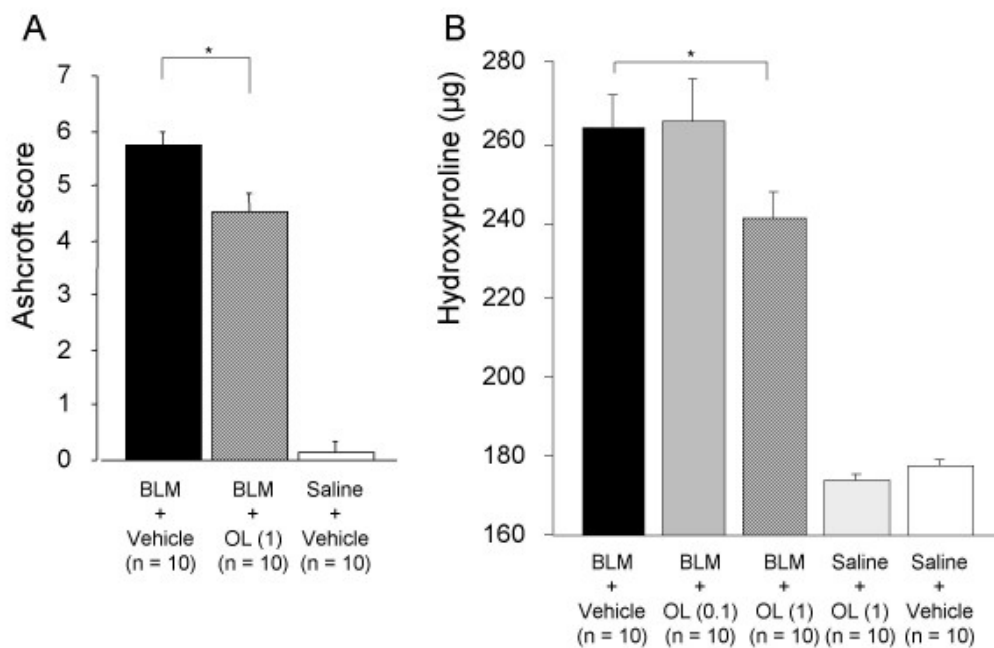 A
*
Ashcroft score
7
6
5
4
3
2
1
0
BLM
+
Vehicle
(n = 10)
BLM
+
OL (1)
(n = 10)
Saline
+
Vehicle
(n = 10)
B
*
Hydroxyproline (µg)
280
260
240
220
200
180
160
BLM
+
Vehicle
(n = 10)
BLM
+
OL (0.1)
(n = 10)
BLM
+
OL (1)
(n = 10)
Saline
+
OL (1)
(n = 10)
Saline
+
Vehicle
(n = 10)